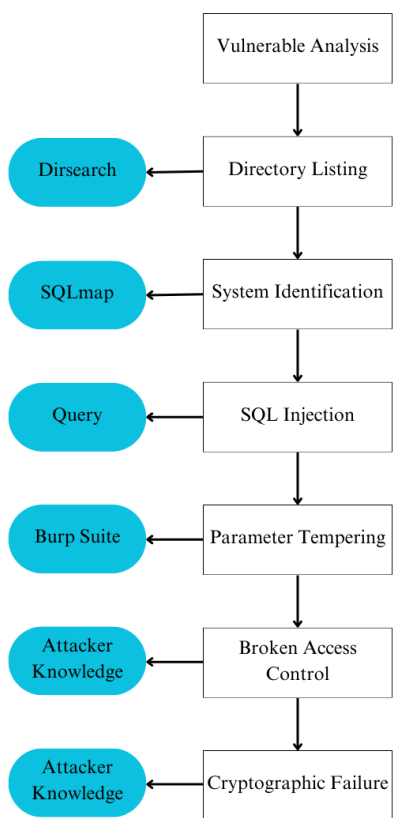 Vulnerable Analysis
Dirsearch
Directory Listing
SQLmap
System Identification
Query
SQL Injection
Burp Suite
Parameter Tempering
Attacker
Knowledge
Broken Access
Control
Attacker
Knowledge
Cryptographic Failure